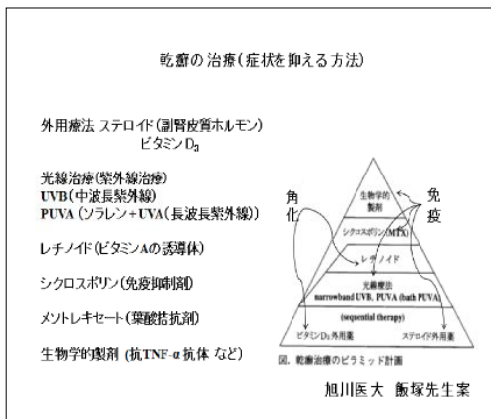 乾癬の治療(症状を抑える方法)
外用療法 ステロイド(副腎皮質ホルモン)
ビタミンD₃
光線治療(紫外線治療)
UVB(中波長紫外線)
PUVA(ソラレン+UVA(長波長紫外線))
レチノイド(ビタミンAの誘導体)
シクロスポリン(免疫抑制剤)
メソトレキセート(葉酸拮抗剤)
生物学的製剤 (抗TNF-α抗体 など)
角化
免疫
生物学的
製剤
シクロスポリン(MTX)
レチノイド
光線療法
narrowband UVB, PUVA (bath PUVA)
(sequential therapy)
ビタミンD₃外用薬
ステロイド外用薬
図. 乾癬治療のピラミッド計画
旭川医大 飯塚先生案